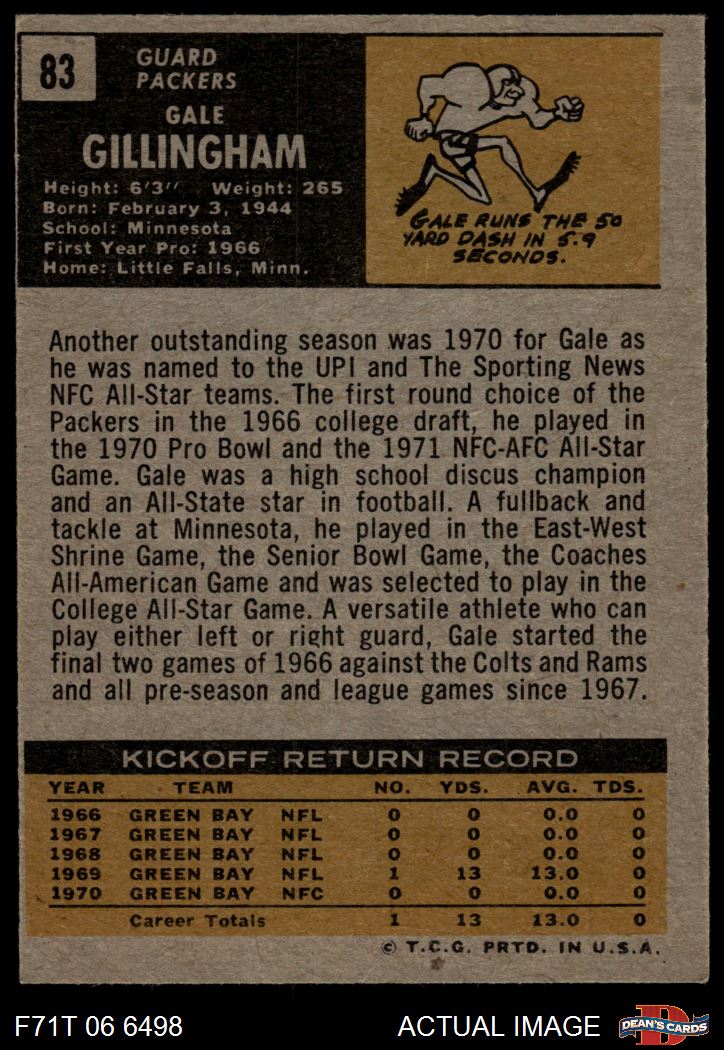 83
GUARD
PACKERS
GALE
GILLINGHAM
Height: 6'3" Weight: 265
Born: February 3, 1944
School: Minnesota
First Year Pro: 1966
Home: Little Falls, Minn.
GALE RUNS THE 50
YARD DASH IN 5.9
SECONDS.
Another outstanding season was 1970 for Gale as
he was named to the UPI and The Sporting News
NFC All-Star teams. The first round choice of the
Packers in the 1966 college draft, he played in
the 1970 Pro Bowl and the 1971 NFC-AFC All-Star
Game. Gale was a high school discus champion
and an All-State star in football. A fullback and
tackle at Minnesota, he played in the East-West
Shrine Game, the Senior Bowl Game, the Coaches
All-American Game and was selected to play in the
College All-Star Game. A versatile athlete who can
play either left or right guard, Gale started the
final two games of 1966 against the Colts and Rams
and all pre-season and league games since 1967.
KICKOFF RETURN RECORD
YEAR TEAM NO. YDS. AVG. TDS.
1966 GREEN BAY NFL 0 0 0.0 0
1967 GREEN BAY NFL 0 0 0.0 0
1968 GREEN BAY NFL 0 0 0.0 0
1969 GREEN BAY NFL 1 13 13.0 0
1970 GREEN BAY NFC 0 0 0.0 0
Career Totals 1 13 13.0 0
© T.C.G. PRTD. IN U.S.A.
F71T 06 6498 ACTUAL IMAGE
D
DEAN'S CARDS